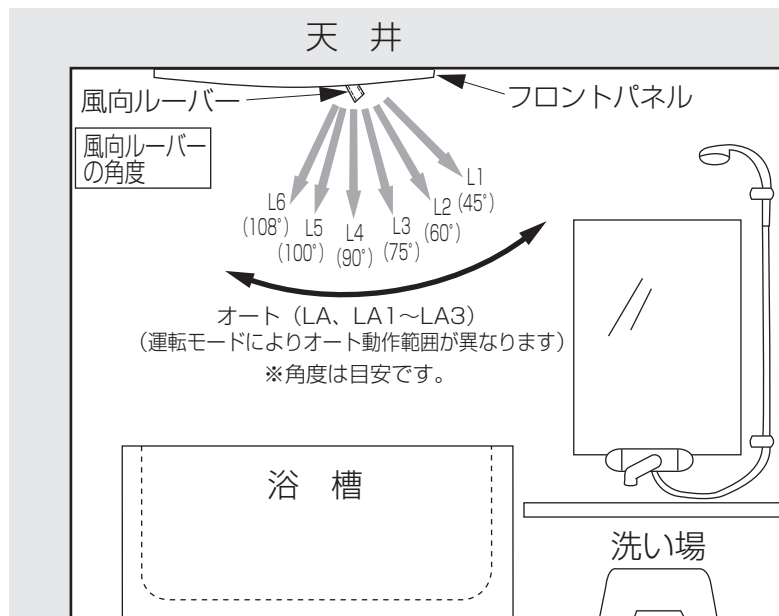 天 井
風向ルーバー
フロントパネル
風向ルーバー
の角度
L6
(108°)
L5
(100°)
L4
(90°)
L3
(75°)
L2
(60°)
L1
(45°)
オート（LA、LA1～LA3）
（運転モードによりオート動作範囲が異なります）
※角度は目安です。
浴 槽
洗い場